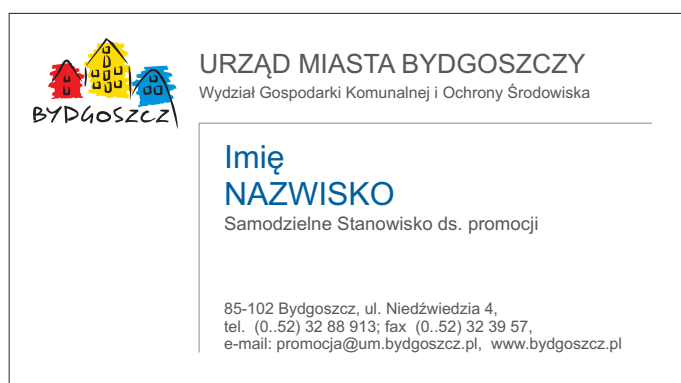 BYDGOSZCZ
URZĄD MIASTA BYDGOSZCZY
Wydział Gospodarki Komunalnej i Ochrony Środowiska
Imię
NAZWISKO
Samodzielne Stanowisko ds. promocji
85-102 Bydgoszcz, ul. Niedźwiedzia 4,
tel. (0..52) 32 88 913; fax (0..52) 32 39 57,
e-mail: promocja@um.bydgoszcz.pl, www.bydgoszcz.pl